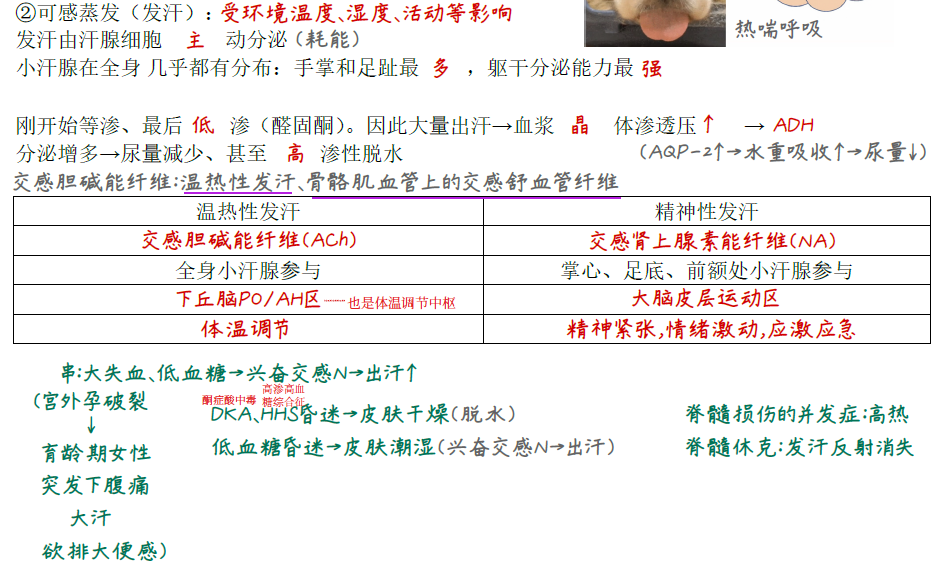 ②可感蒸发（发汗）：受环境温度、湿度、活动等影响
发汗由汗腺细胞 主 动分泌（耗能）
热喘呼吸
小汗腺在全身 几乎都有分布：手掌和足趾最 多 ，躯干分泌能力最 强
刚开始等渗、最后 低 渗（醛固酮）。因此大量出汗→血浆 晶 体渗透压↑ → ADH
分泌增多→尿量减少、甚至 高 渗性脱水 （AQP-2↑→水重吸收↑→尿量↓）
交感胆碱能纤维:温热性发汗、骨骼肌血管上的交感舒血管纤维
温热性发汗 精神性发汗
交感胆碱能纤维(ACh) 交感肾上腺素能纤维(NA)
全身小汗腺参与 掌心、足底、前额处小汗腺参与
下丘脑PO/AH区 也是体温调节中枢 大脑皮层运动区
体温调节 精神紧张,情绪激动,应激应急
串:大失血、低血糖→兴奋交感N→出汗↑
(宫外孕破裂
↓
育龄期女性
突发下腹痛
大汗
欲排大便感)
酮症酸中毒 高渗高血
糖综合征
DKA、HHS昏迷→皮肤干燥(脱水)
低血糖昏迷→皮肤潮湿(兴奋交感N→出汗)
脊髓损伤的并发症:高热
脊髓休克:发汗反射消失